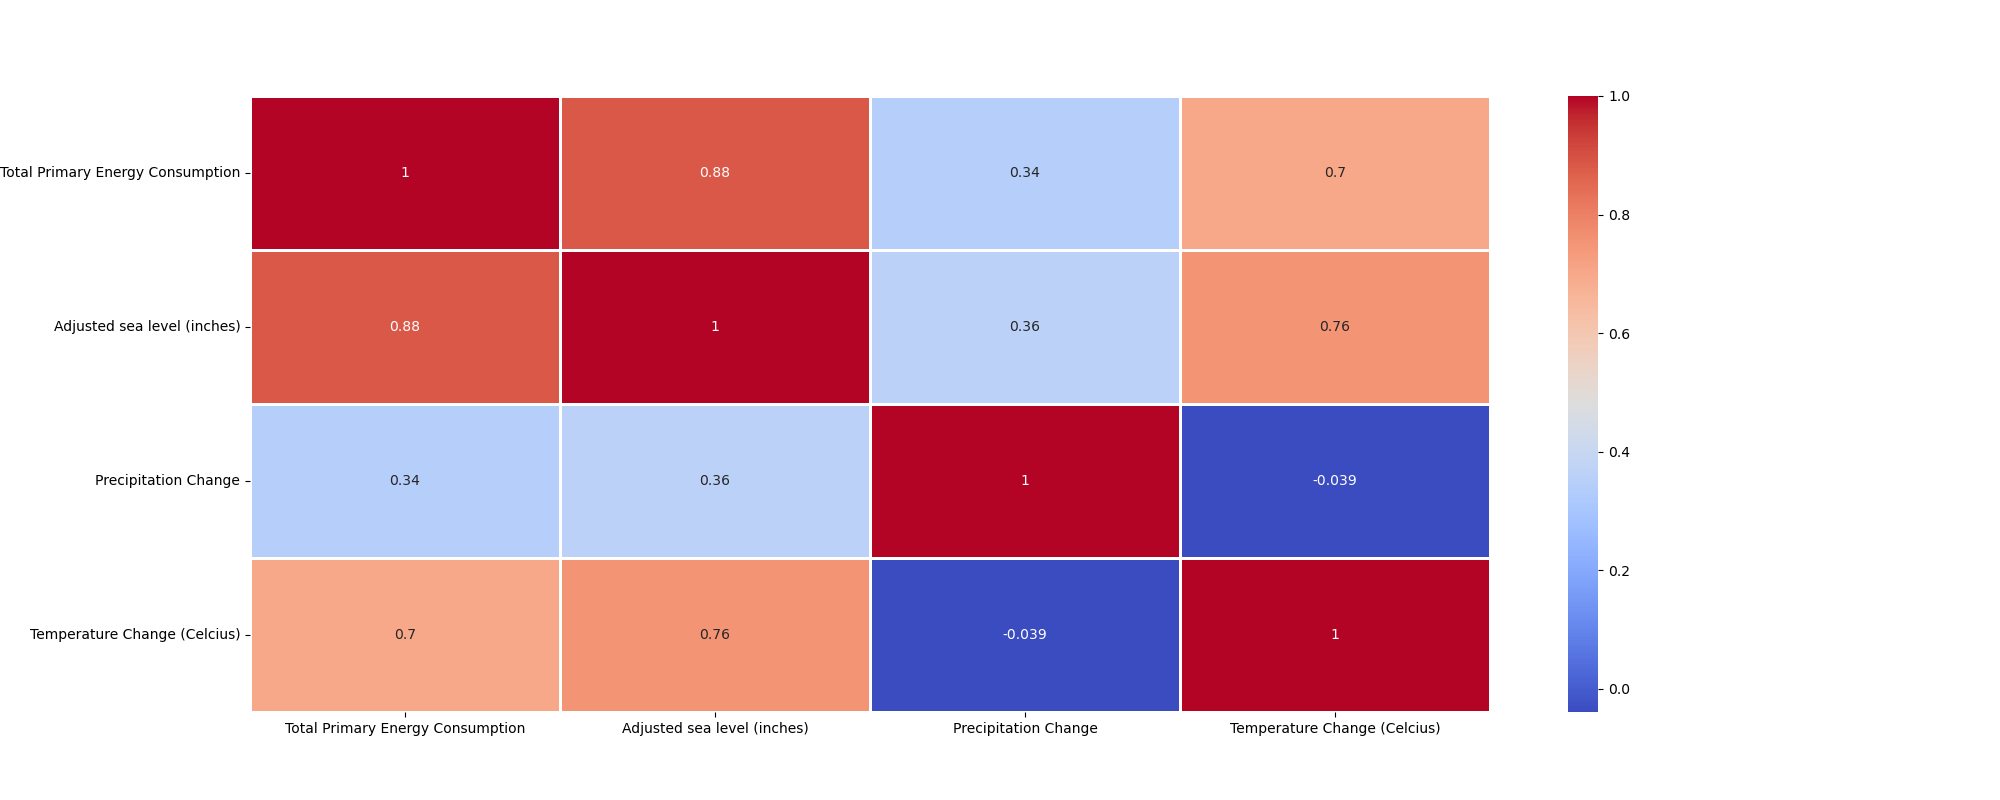 Total Primary Energy Consumption 1 0.88 0.34 0.7
Adjusted sea level (inches) 0.88 1 0.36 0.76
Precipitation Change 0.34 0.36 1 -0.039
Temperature Change (Celcius) 0.7 0.76 -0.039 1
Total Primary Energy Consumption Adjusted sea level (inches) Precipitation Change Temperature Change (Celcius)
1.0
0.8
0.6
0.4
0.2
0.0